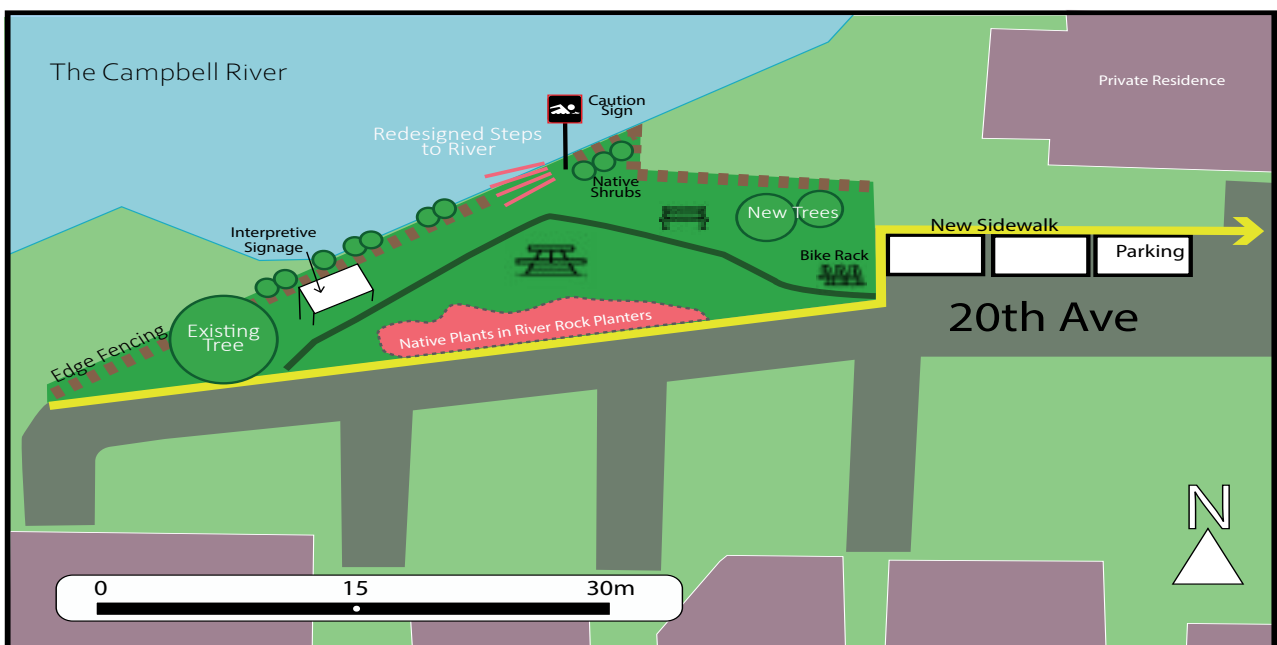 The Campbell River
Private Residence
Caution
Sign
Redesigned Steps
to River
Native
Shrubs
New Trees
Interpretive
Signage
New Sidewalk
Bike Rack
Parking
20th Ave
Existing
Tree
Edge Fencing
Native Plants in River Rock Planters
N
0 15 30m